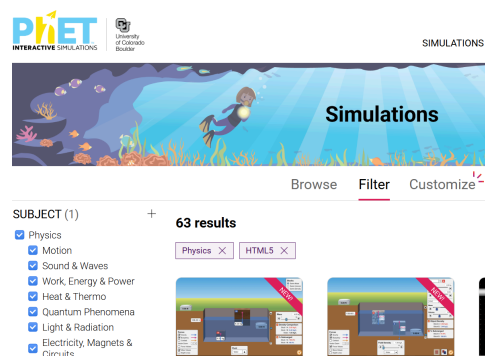 PhET
INTERACTIVE SIMULATIONS
University
of Colorado
Boulder
SIMULATIONS
Simulations
Browse Filter Customize
SUBJECT (1) +
63 results
Physics
Physics × HTML5 ×
Motion
Sound & Waves
Work, Energy & Power
Heat & Thermo
Quantum Phenomena
Light & Radiation
Electricity, Magnets &
Circuits
NEW!
NEW!